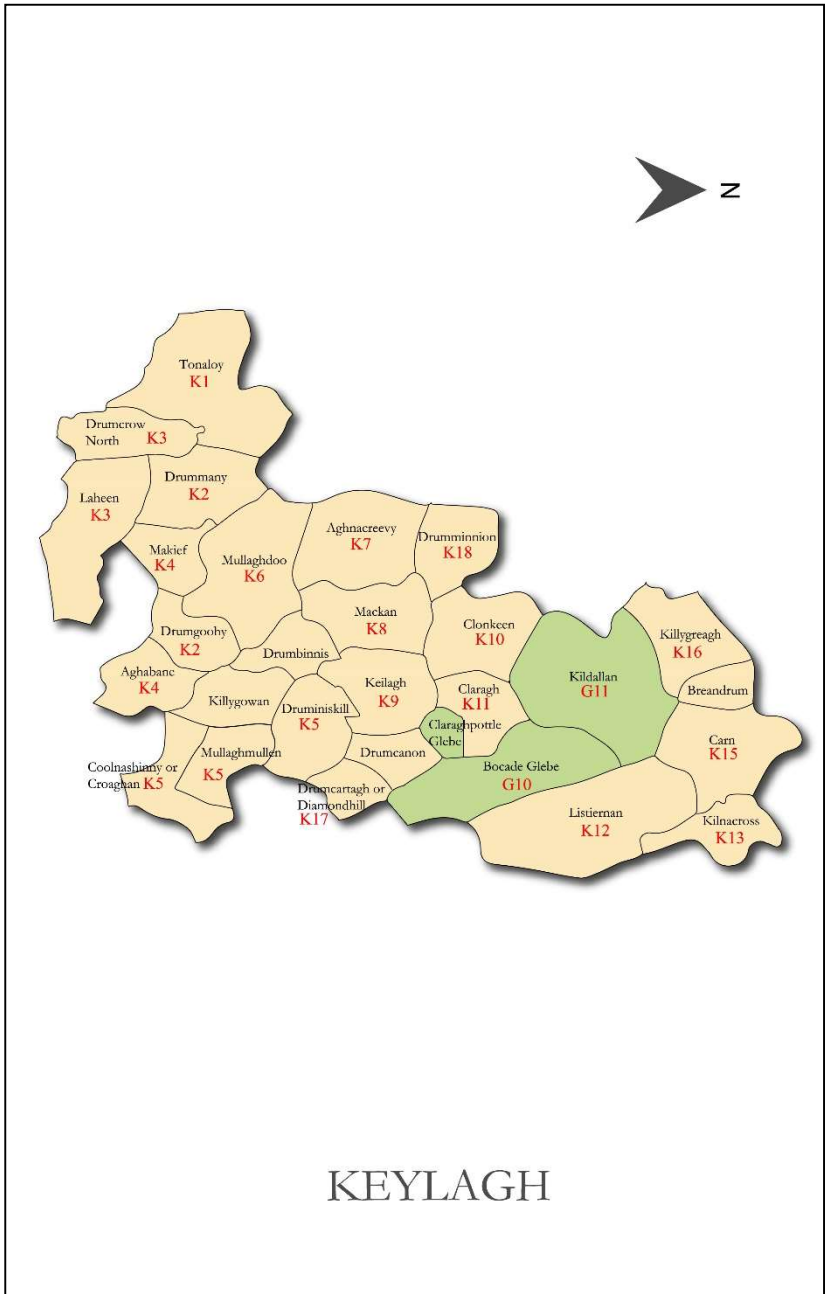 N
Tonaloy
K1
Drumcrow
North K3
Drummany
K2
Laheen
K3
Makief
K4
Mullaghdoo
K6
Aghnacreevy
K7
Drumminnion
K18
Mackan
K8
Clonkeen
K10
Killygreagh
K16
Drumgoohy
K2
Drumbinnis
Kildallan
G11
Breandrum
Aghabane
K4
Killygowan
Druminiskill
K5
Keilagh
K9
Claragh
K11
Claraghpottle
Glebe
Carn
K15
Coolnashinny or
Croaghan K5
Mullaghmullen
K5
Drumcanon
Bocade Glebe
G10
Drumcartagh or
Diamondhill
K17
Listiernan
K12
Kilnacross
K13
KEYLAGH